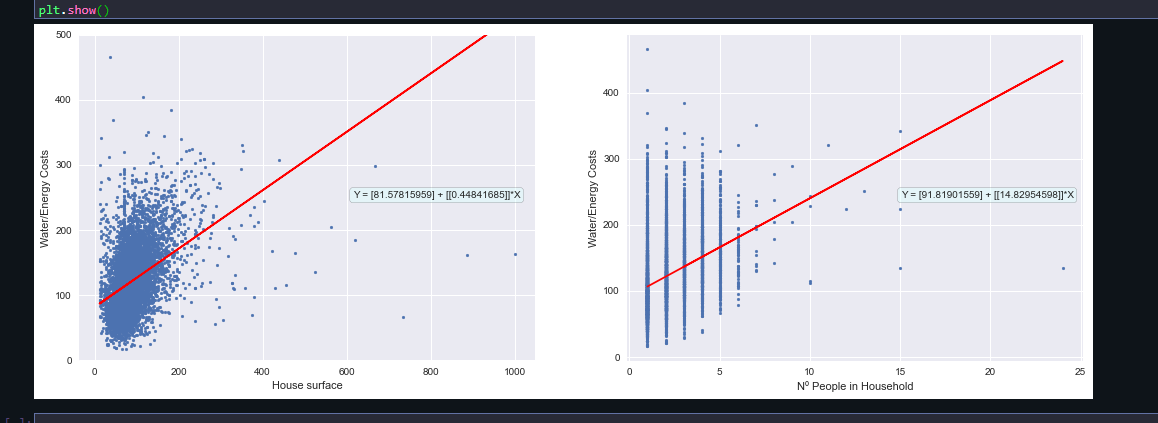 plt.show()
500
400
300
200
100
0
Water/Energy Costs
Y = [81.57815959] + [[0.44841685]]*X
0 200 400 600 800 1000
House surface
400
300
200
100
0
Water/Energy Costs
Y = [91.81901559] + [[14.82954598]]*X
0 5 10 15 20 25
Nº People in Household
[ ]: